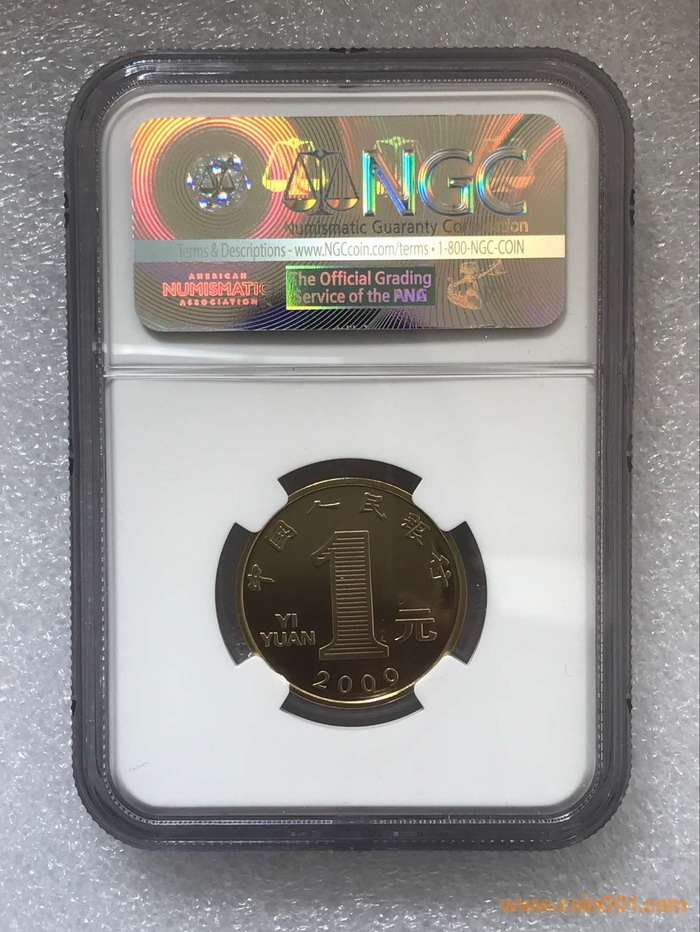 NGC
Numismatic Guaranty Corporation
Terms & Descriptions - www.NGCcoin.com/terms • 1-800-NGC-COIN
AMERICAN
NUMISMATIC
ASSOCIATION
The Official Grading
Service of the ANA
中国人民银行
1
YI
YUAN
元
2009
www.coin001.com